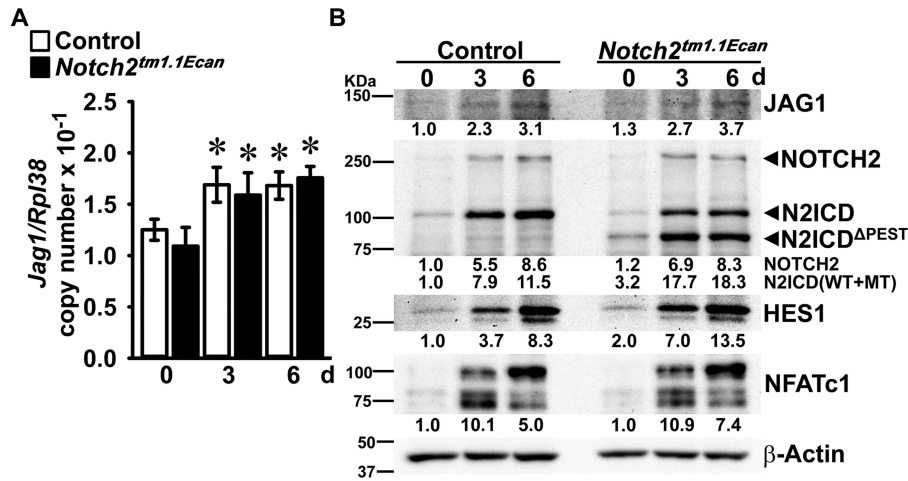 A
Control
Notch2tm1.1Ecan
Jag1/Rpl38
copy number x 10-1
2.5
2.0
1.5
1.0
0.5
0.0
* * * *
0 3 6 d
B
Control Notch2tm1.1Ecan
KDa 0 3 6 0 3 6 d
150 JAG1
1.0 2.3 3.1 1.3 2.7 3.7
250 NOTCH2
100 N2ICD
75 N2ICDΔPEST
1.0 5.5 8.6 1.2 6.9 8.3 NOTCH2
1.0 7.9 11.5 3.2 17.7 18.3 N2ICD(WT+MT)
25 HES1
1.0 3.7 8.3 2.0 7.0 13.5
100
75 NFATc1
1.0 10.1 5.0 1.0 10.9 7.4
50
37 β-Actin